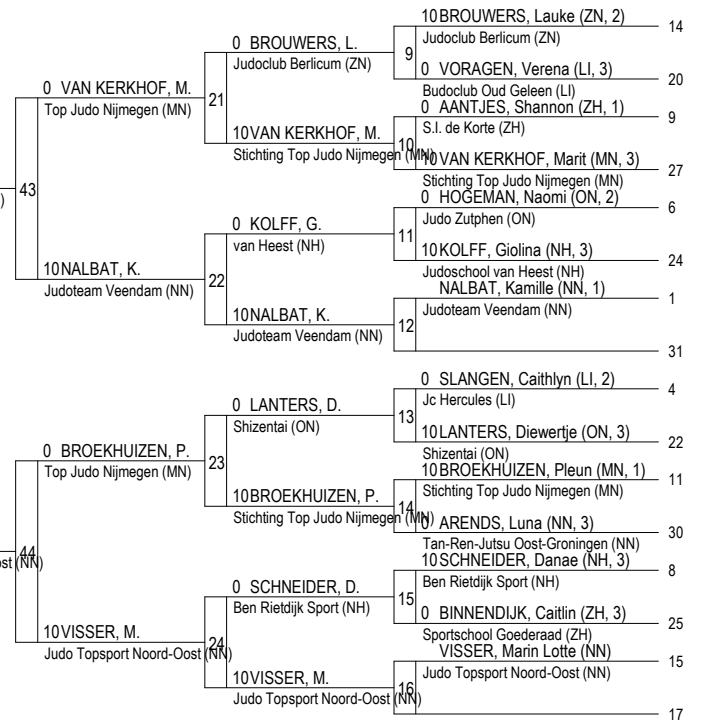 10 BROUWERS, Lauke (ZN, 2) 14
0 BROUWERS, L. Judoclub Berlicum (ZN)
Judoclub Berlicum (ZN) 9
0 VORAGEN, Verena (LI, 3) 20
0 VAN KERKHOF, M. Budoclub Oud Geleen (LI)
Top Judo Nijmegen (MN) 21 0 AANTJES, Shannon (ZH, 1) 9
S.I. de Korte (ZH)
10 VAN KERKHOF, M. 10
Stichting Top Judo Nijmegen (MN) 10 VAN KERKHOF, Marit (MN, 3) 27
Stichting Top Judo Nijmegen (MN)
) 43 0 HOGEMAN, Naomi (ON, 2) 6
0 KOLFF, G. Judo Zutphen (ON)
van Heest (NH) 11
10 KOLFF, Giolina (NH, 3) 24
10 NALBAT, K. Judoschool van Heest (NH)
Judoteam Veendam (NN) 22 NALBAT, Kamille (NN, 1) 1
Judoteam Veendam (NN)
10 NALBAT, K. 12
Judoteam Veendam (NN) 31
0 SLANGEN, Caithlyn (LI, 2) 4
0 LANTERS, D. Jc Hercules (LI)
Shizentai (ON) 13
10 LANTERS, Diewertje (ON, 3) 22
0 BROEKHUIZEN, P. Shizentai (ON)
Top Judo Nijmegen (MN) 23 10 BROEKHUIZEN, Pleun (MN, 1) 11
Stichting Top Judo Nijmegen (MN)
10 BROEKHUIZEN, P. 14
Stichting Top Judo Nijmegen (MN) 0 ARENDS, Luna (NN, 3) 30
Tan-Ren-Jutsu Oost-Groningen (NN)
ost (NN) 44 10 SCHNEIDER, Danae (NH, 3) 8
0 SCHNEIDER, D. Ben Rietdijk Sport (NH)
Ben Rietdijk Sport (NH) 15
0 BINNENDIJK, Caitlin (ZH, 3) 25
10 VISSER, M. Sportschool Goederaad (ZH)
Judo Topsport Noord-Oost (NN) 24 VISSER, Marin Lotte (NN) 15
Judo Topsport Noord-Oost (NN)
10 VISSER, M. 16
Judo Topsport Noord-Oost (NN) 17